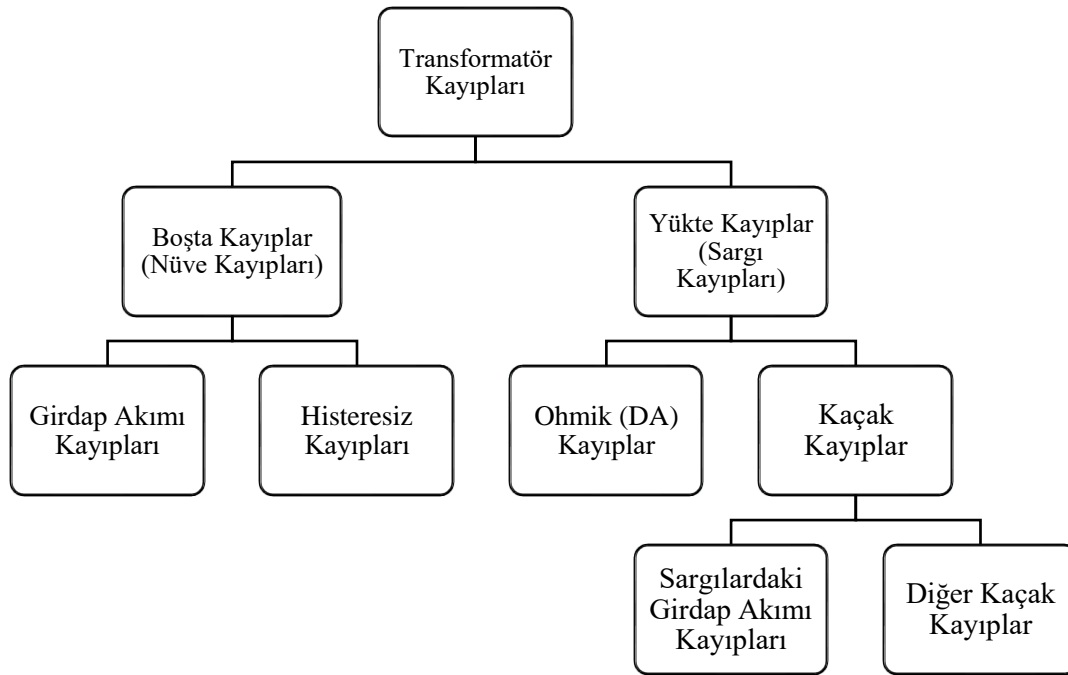 Transformatör
Kayıpları
Boşta Kayıplar
(Nüve Kayıpları)
Yükte Kayıplar
(Sargı
Kayıpları)
Girdap Akımı
Kayıpları
Histeresiz
Kayıpları
Ohmik (DA)
Kayıplar
Kaçak
Kayıplar
Sargılardaki
Girdap Akımı
Kayıpları
Diğer Kaçak
Kayıplar